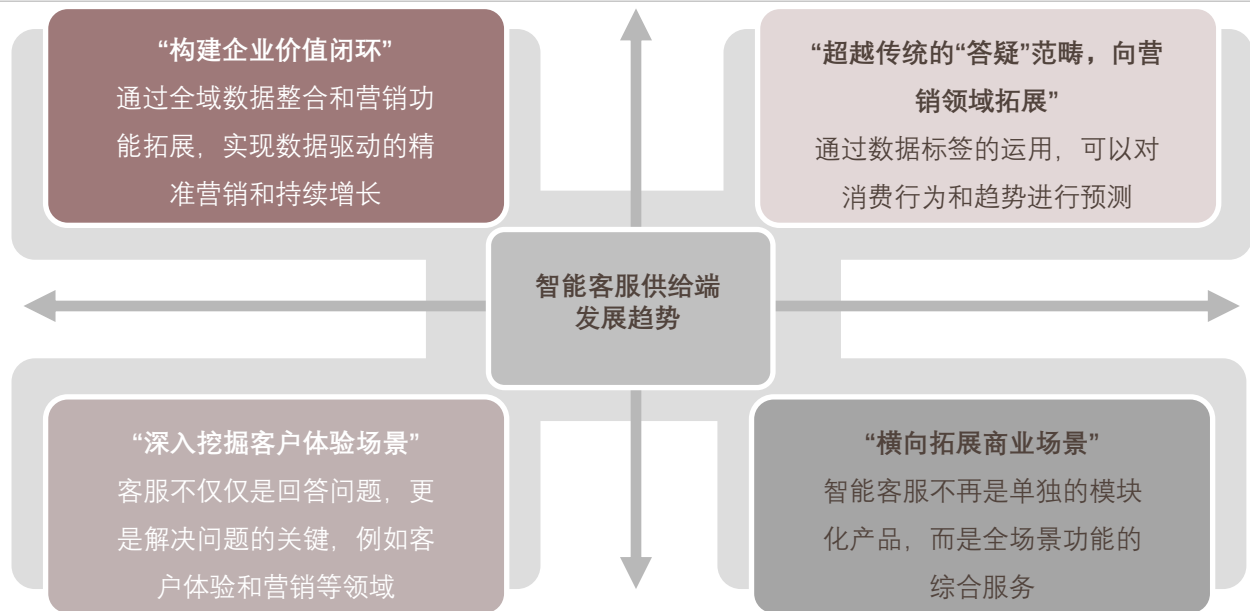 “构建企业价值闭环”
通过全域数据整合和营销功
能拓展，实现数据驱动的精
准营销和持续增长
“超越传统的“答疑”范畴，向营
销领域拓展”
通过数据标签的运用，可以对
消费行为和趋势进行预测
智能客服供给端
发展趋势
“深入挖掘客户体验场景”
客服不仅仅是回答问题，更
是解决问题的关键，例如客
户体验和营销等领域
“横向拓展商业场景”
智能客服不再是单独的模块
化产品，而是全场景功能的
综合服务